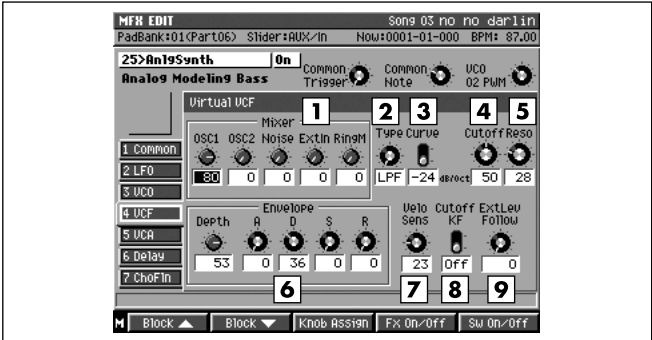 MFX EDIT Song 03 no no darlin
PadBank:01(Part06) Slider:AUX/In Now:0001-01-000 BPM: 87.00
25>AnlgSynth On
Analog Modeling Bass
Common Trigger
Common Note
VCO 02 PWM
Virtual VCF
1 2 3 4 5
Mixer
OSC1 OSC2 Noise ExtIn RingM Type Curve Cutoff Reso
80 0 0 0 0 LPF -24 dB/Oct 50 28
1 Common
2 LFO
3 VCO
4 VCF
5 VCA
6 Delay
7 ChoFln
Envelope
Depth A D S R
53 0 36 0 0
Velo Sens
Cutoff KF
ExtLev Follow
23 Off 0
6 7 8 9
M Block ▲ Block ▼ Knob Assign Fx On/Off Sw On/Off